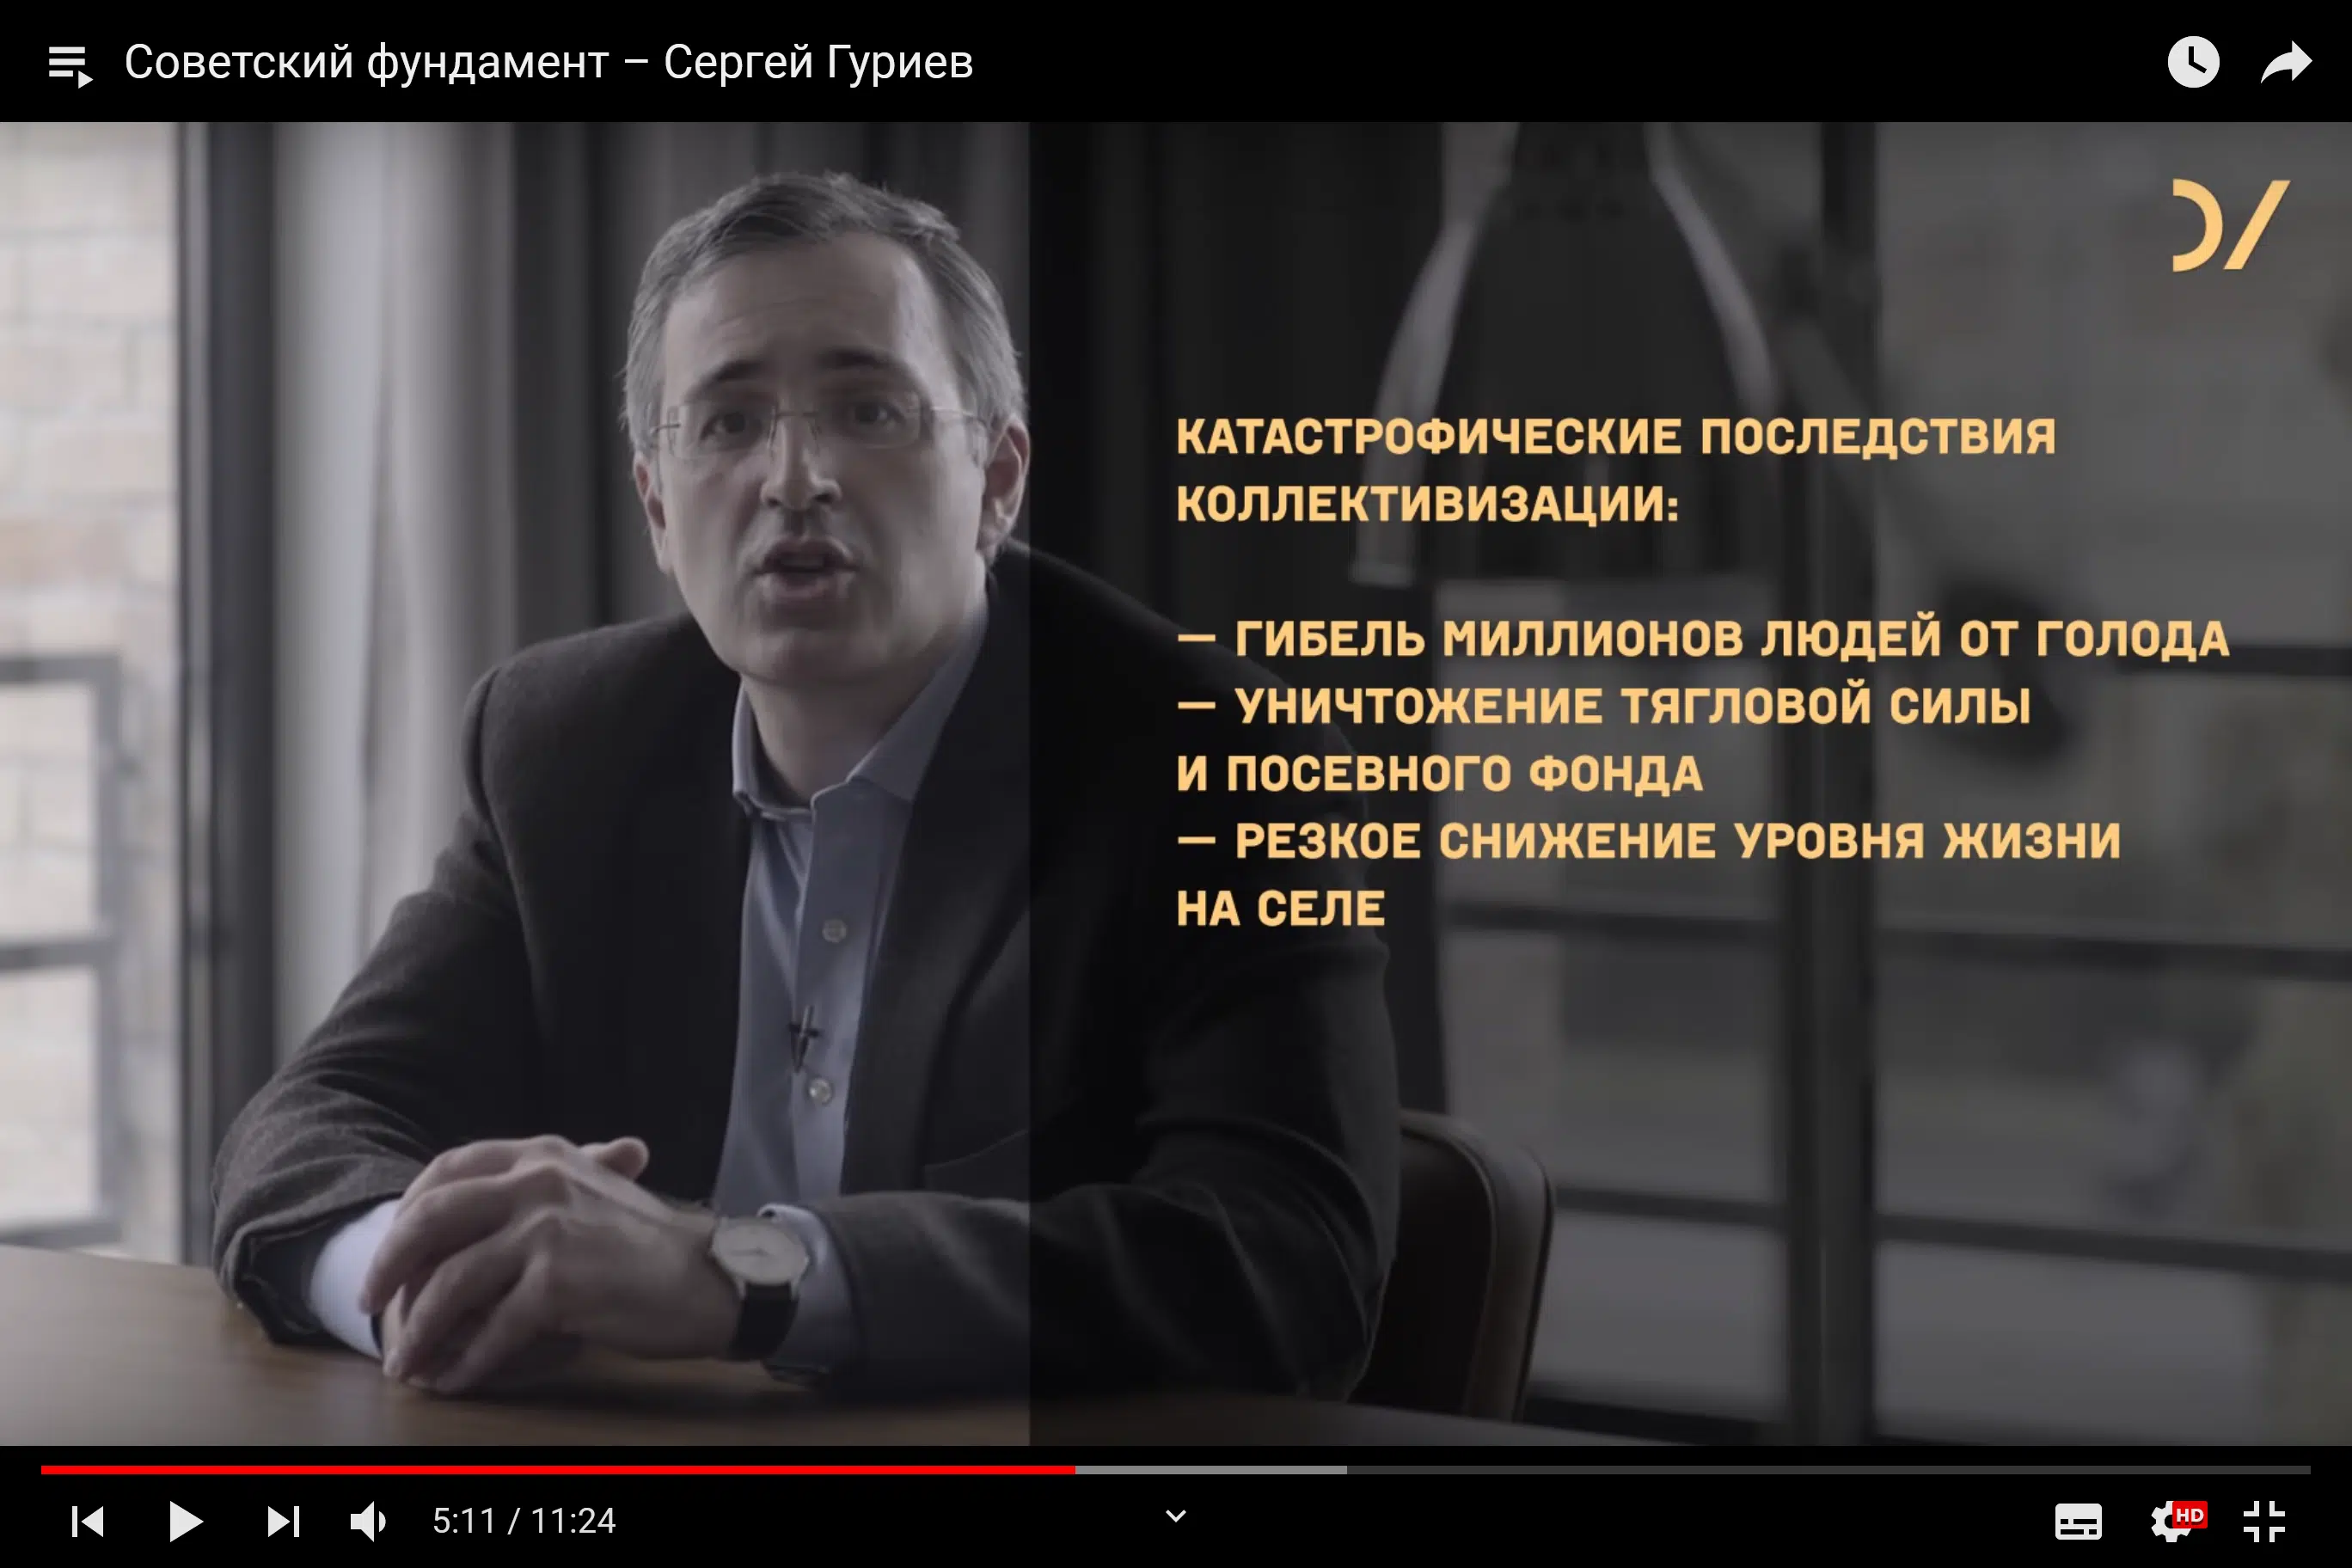 Советский фундамент – Сергей Гуриев
КАТАСТРОФИЧЕСКИЕ ПОСЛЕДСТВИЯ
КОЛЛЕКТИВИЗАЦИИ:
— ГИБЕЛЬ МИЛЛИОНОВ ЛЮДЕЙ ОТ ГОЛОДА
— УНИЧТОЖЕНИЕ ТЯГЛОВОЙ СИЛЫ
И ПОСЕВНОГО ФОНДА
— РЕЗКОЕ СНИЖЕНИЕ УРОВНЯ ЖИЗНИ
НА СЕЛЕ
5:11 / 11:24
HD